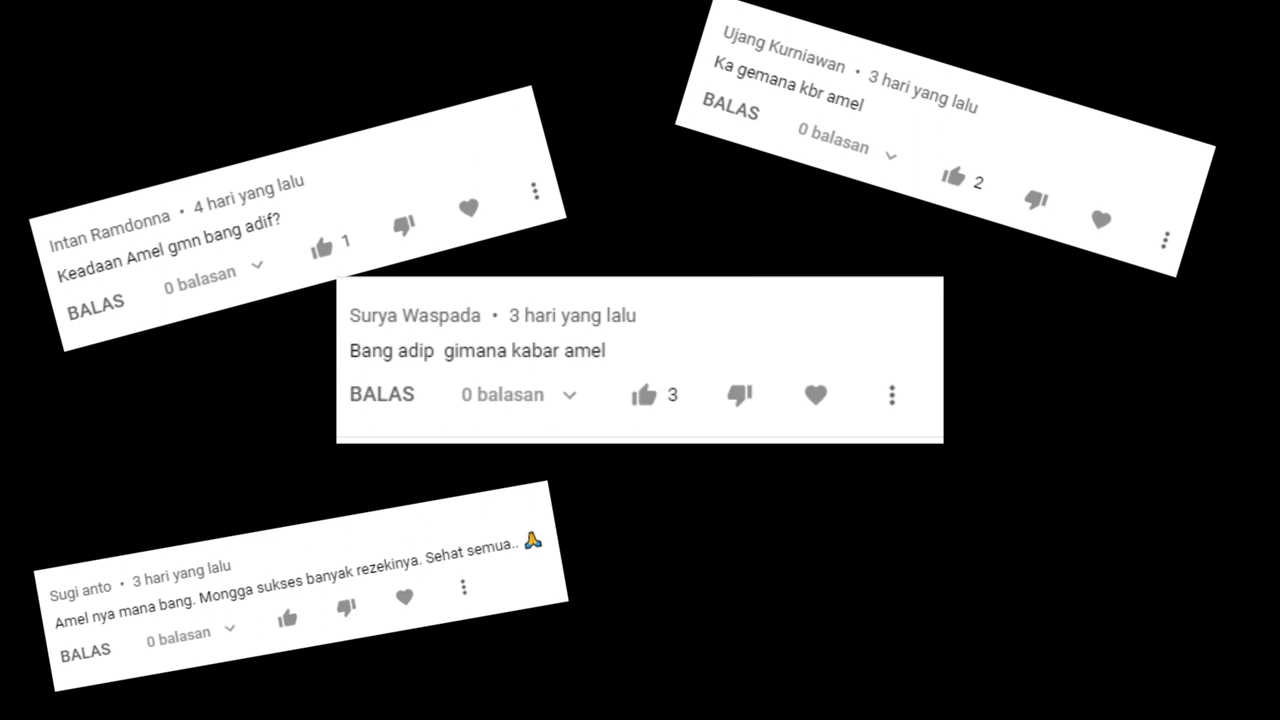 Ujang Kurniawan • 3 hari yang lalu
Ka gemana kbr amel
BALAS 0 balasan 2
Intan Ramdonna • 4 hari yang lalu
Keadaan Amel gmn bang adif?
BALAS 0 balasan 1
Surya Waspada • 3 hari yang lalu
Bang adip gimana kabar amel
BALAS 0 balasan 3
Sugi anto • 3 hari yang lalu
Amel nya mana bang. Mongga sukses banyak rezekinya. Sehat semua.. 🙏
BALAS 0 balasan